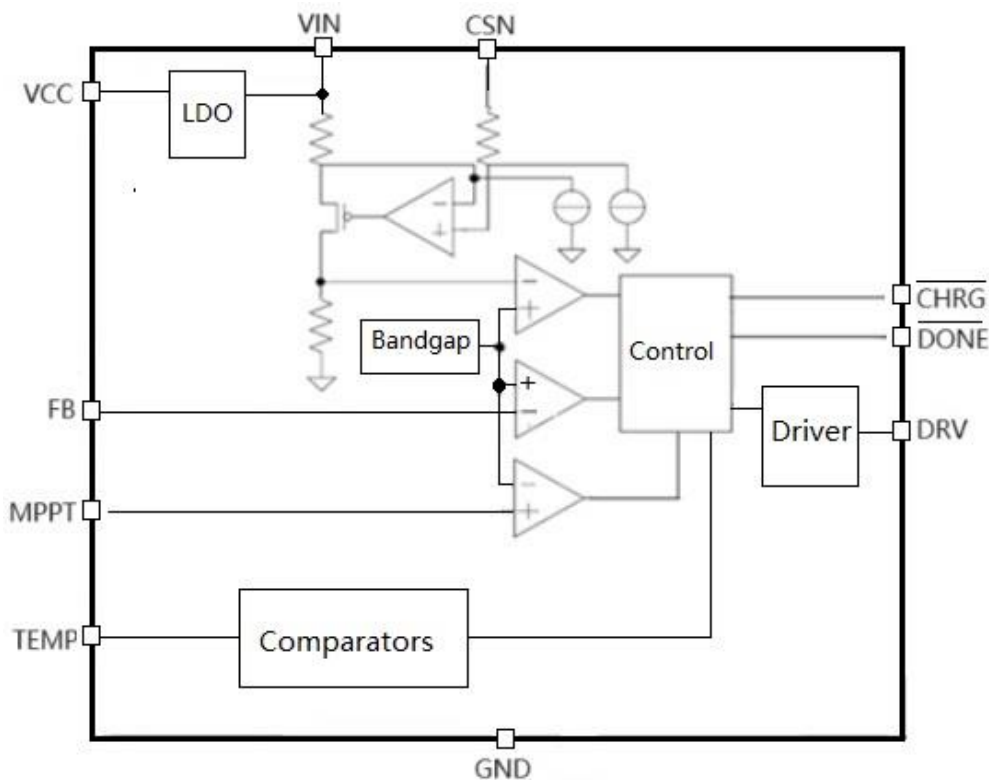 VIN
CSN
VCC
LDO
CHRG
Bandgap
Control
DONE
FB
Driver
DRV
MPPT
TEMP
Comparators
GND